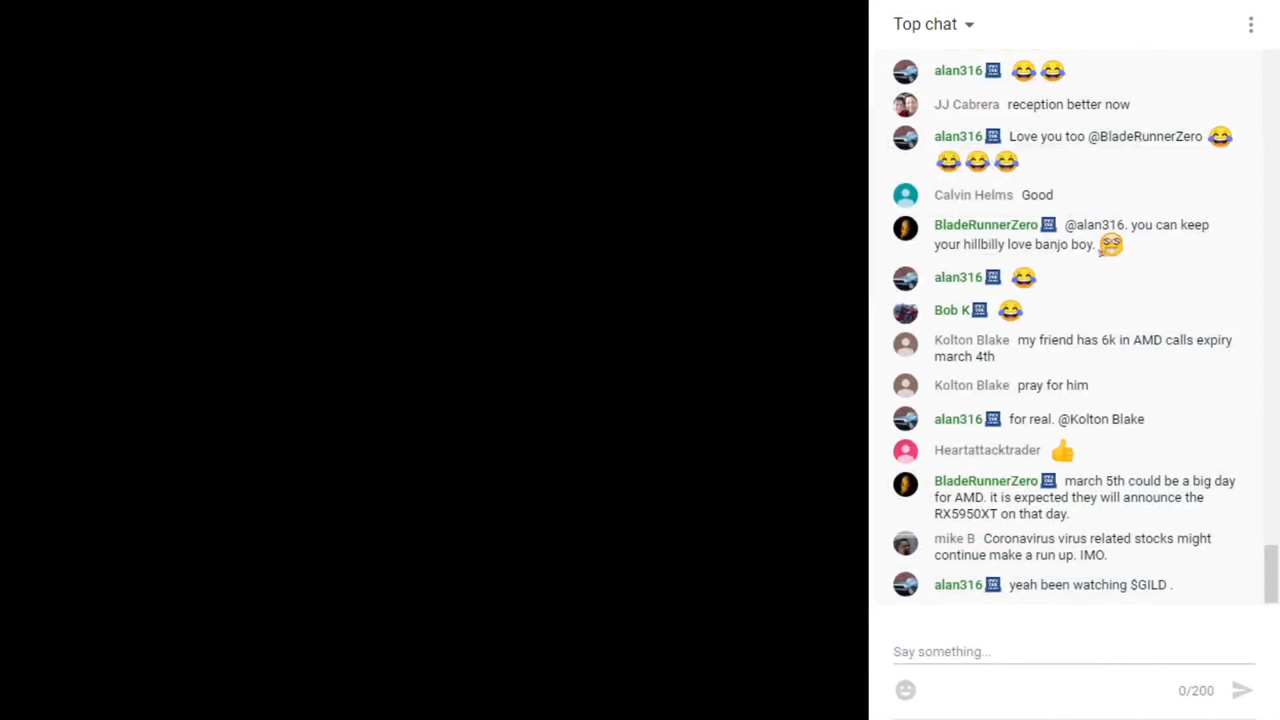 Top chat
alan316
JJ Cabrera reception better now
alan316 Love you too @BladeRunnerZero
Calvin Helms Good
BladeRunnerZero @alan316. you can keep
your hillbilly love banjo boy.
alan316
Bob K
Kolton Blake my friend has 6k in AMD calls expiry
march 4th
Kolton Blake pray for him
alan316 for real. @Kolton Blake
Heartattacktrader
BladeRunnerZero march 5th could be a big day
for AMD. it is expected they will announce the
RX5950XT on that day.
mike B Coronavirus virus related stocks might
continue make a run up. IMO.
alan316 yeah been watching $GILD .
Say something...
0/200